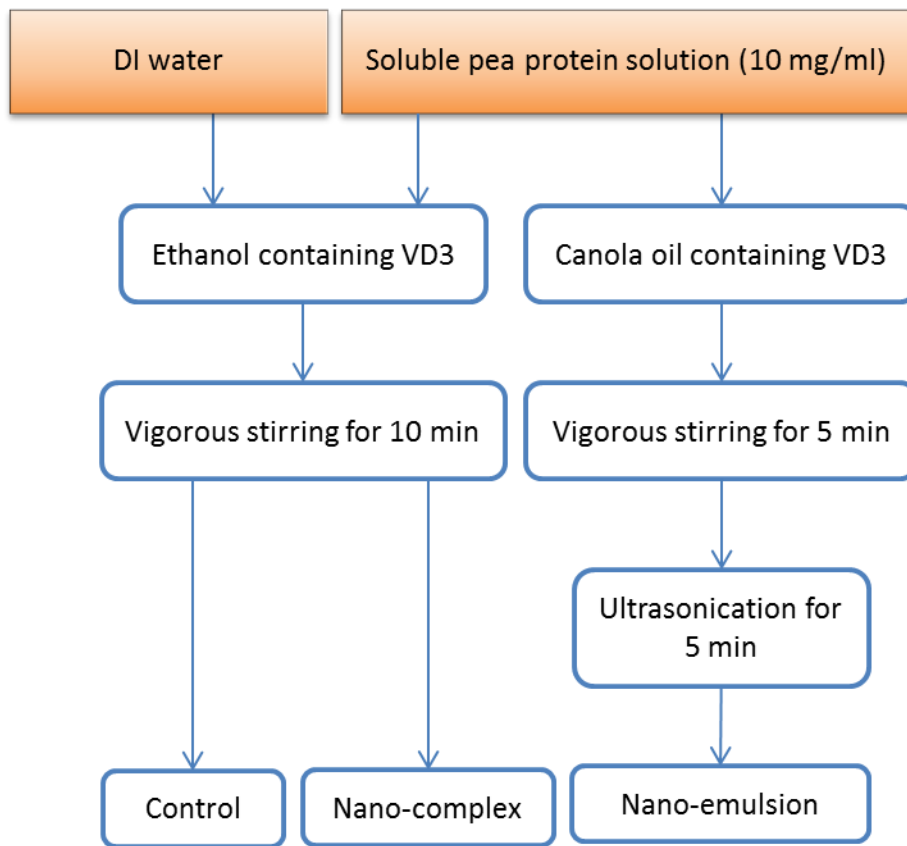 DI water
Soluble pea protein solution (10 mg/ml)
Ethanol containing VD3
Canola oil containing VD3
Vigorous stirring for 10 min
Vigorous stirring for 5 min
Ultrasonication for
5 min
Control
Nano-complex
Nano-emulsion